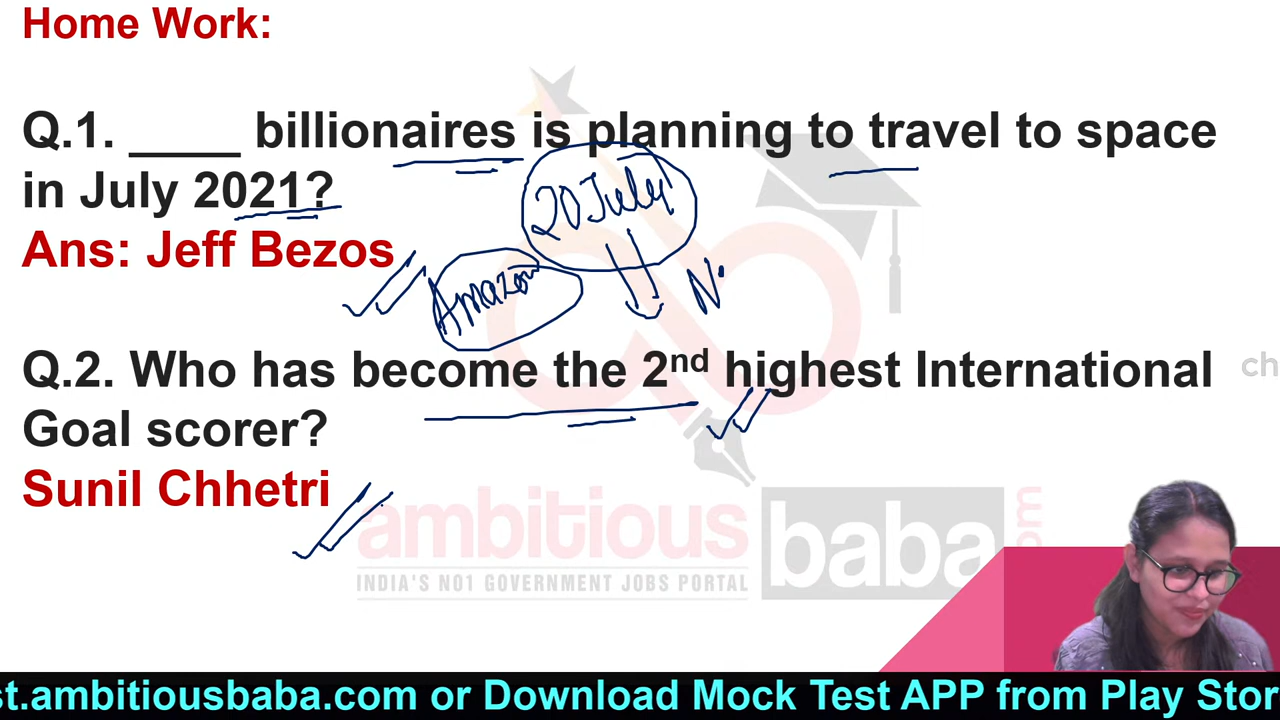 Home Work:
Q.1. ____ billionaires is planning to travel to space
in July 2021?
20 July
Ans: Jeff Bezos
Amazon
N
Q.2. Who has become the 2nd highest International
Goal scorer?
ch
Sunil Chhetri
ambitious baba.com
INDIA'S NO1 GOVERNMENT JOBS PORTAL
st.ambitiousbaba.com or Download Mock Test APP from Play Stor